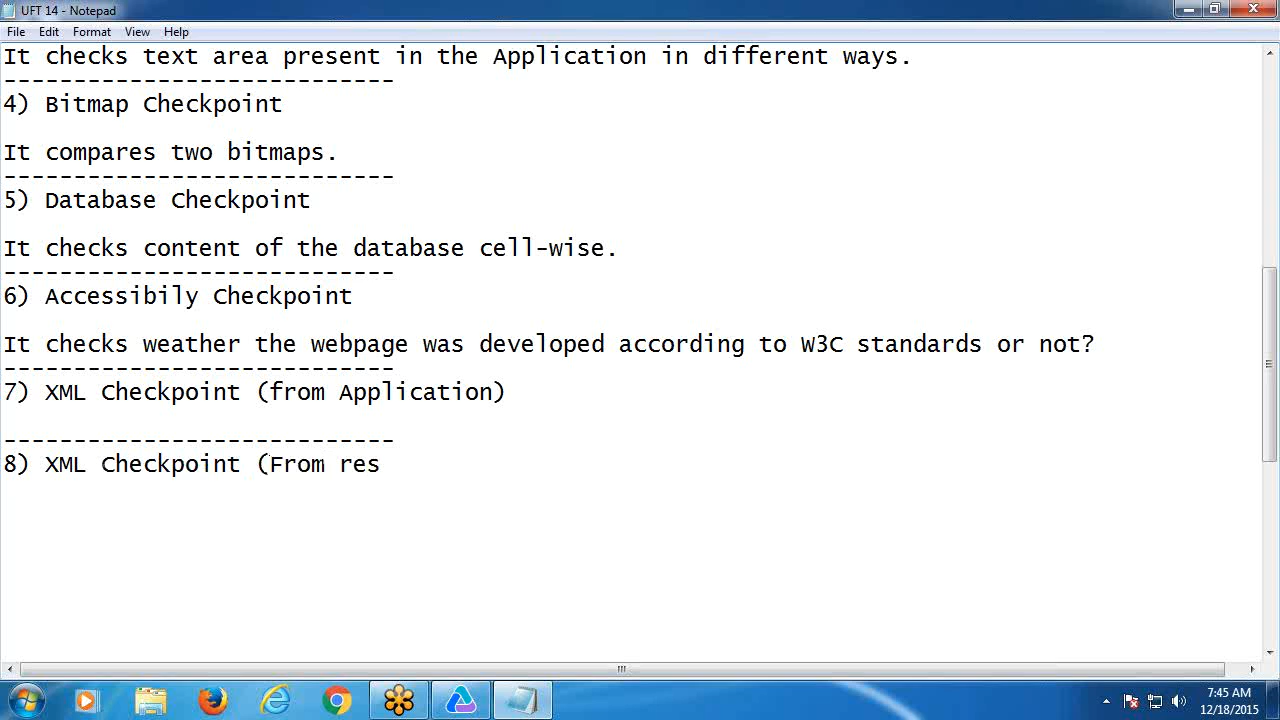 UFT 14 - Notepad
File Edit Format View Help
It checks text area present in the Application in different ways.
----------------------------
4) Bitmap Checkpoint
It compares two bitmaps.
----------------------------
5) Database Checkpoint
It checks content of the database cell-wise.
----------------------------
6) Accessibily Checkpoint
It checks weather the webpage was developed according to W3C standards or not?
----------------------------
7) XML Checkpoint (from Application)
----------------------------
8) XML Checkpoint (From res
7:45 AM
12/18/2015